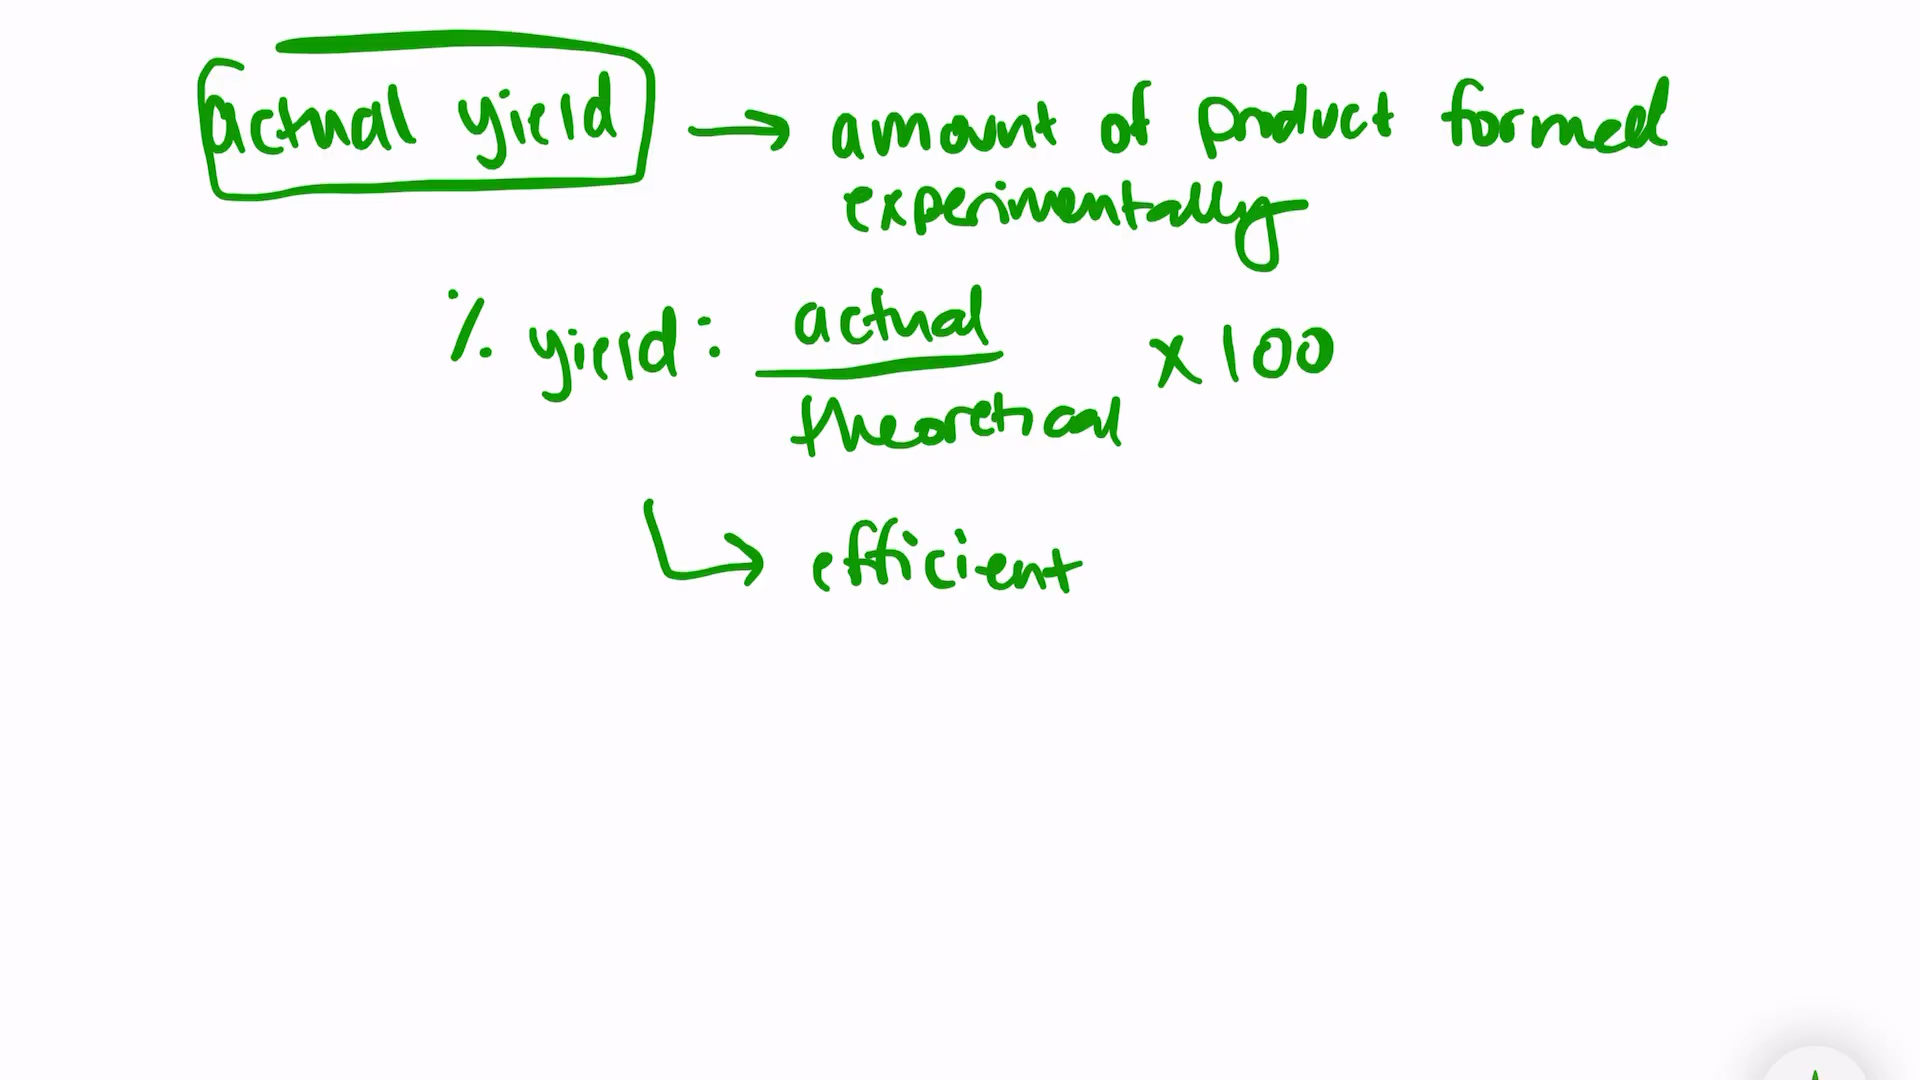 actual yield → amount of product formed
experimentally
% yield: actual
theoretical
x 100
↳ efficient